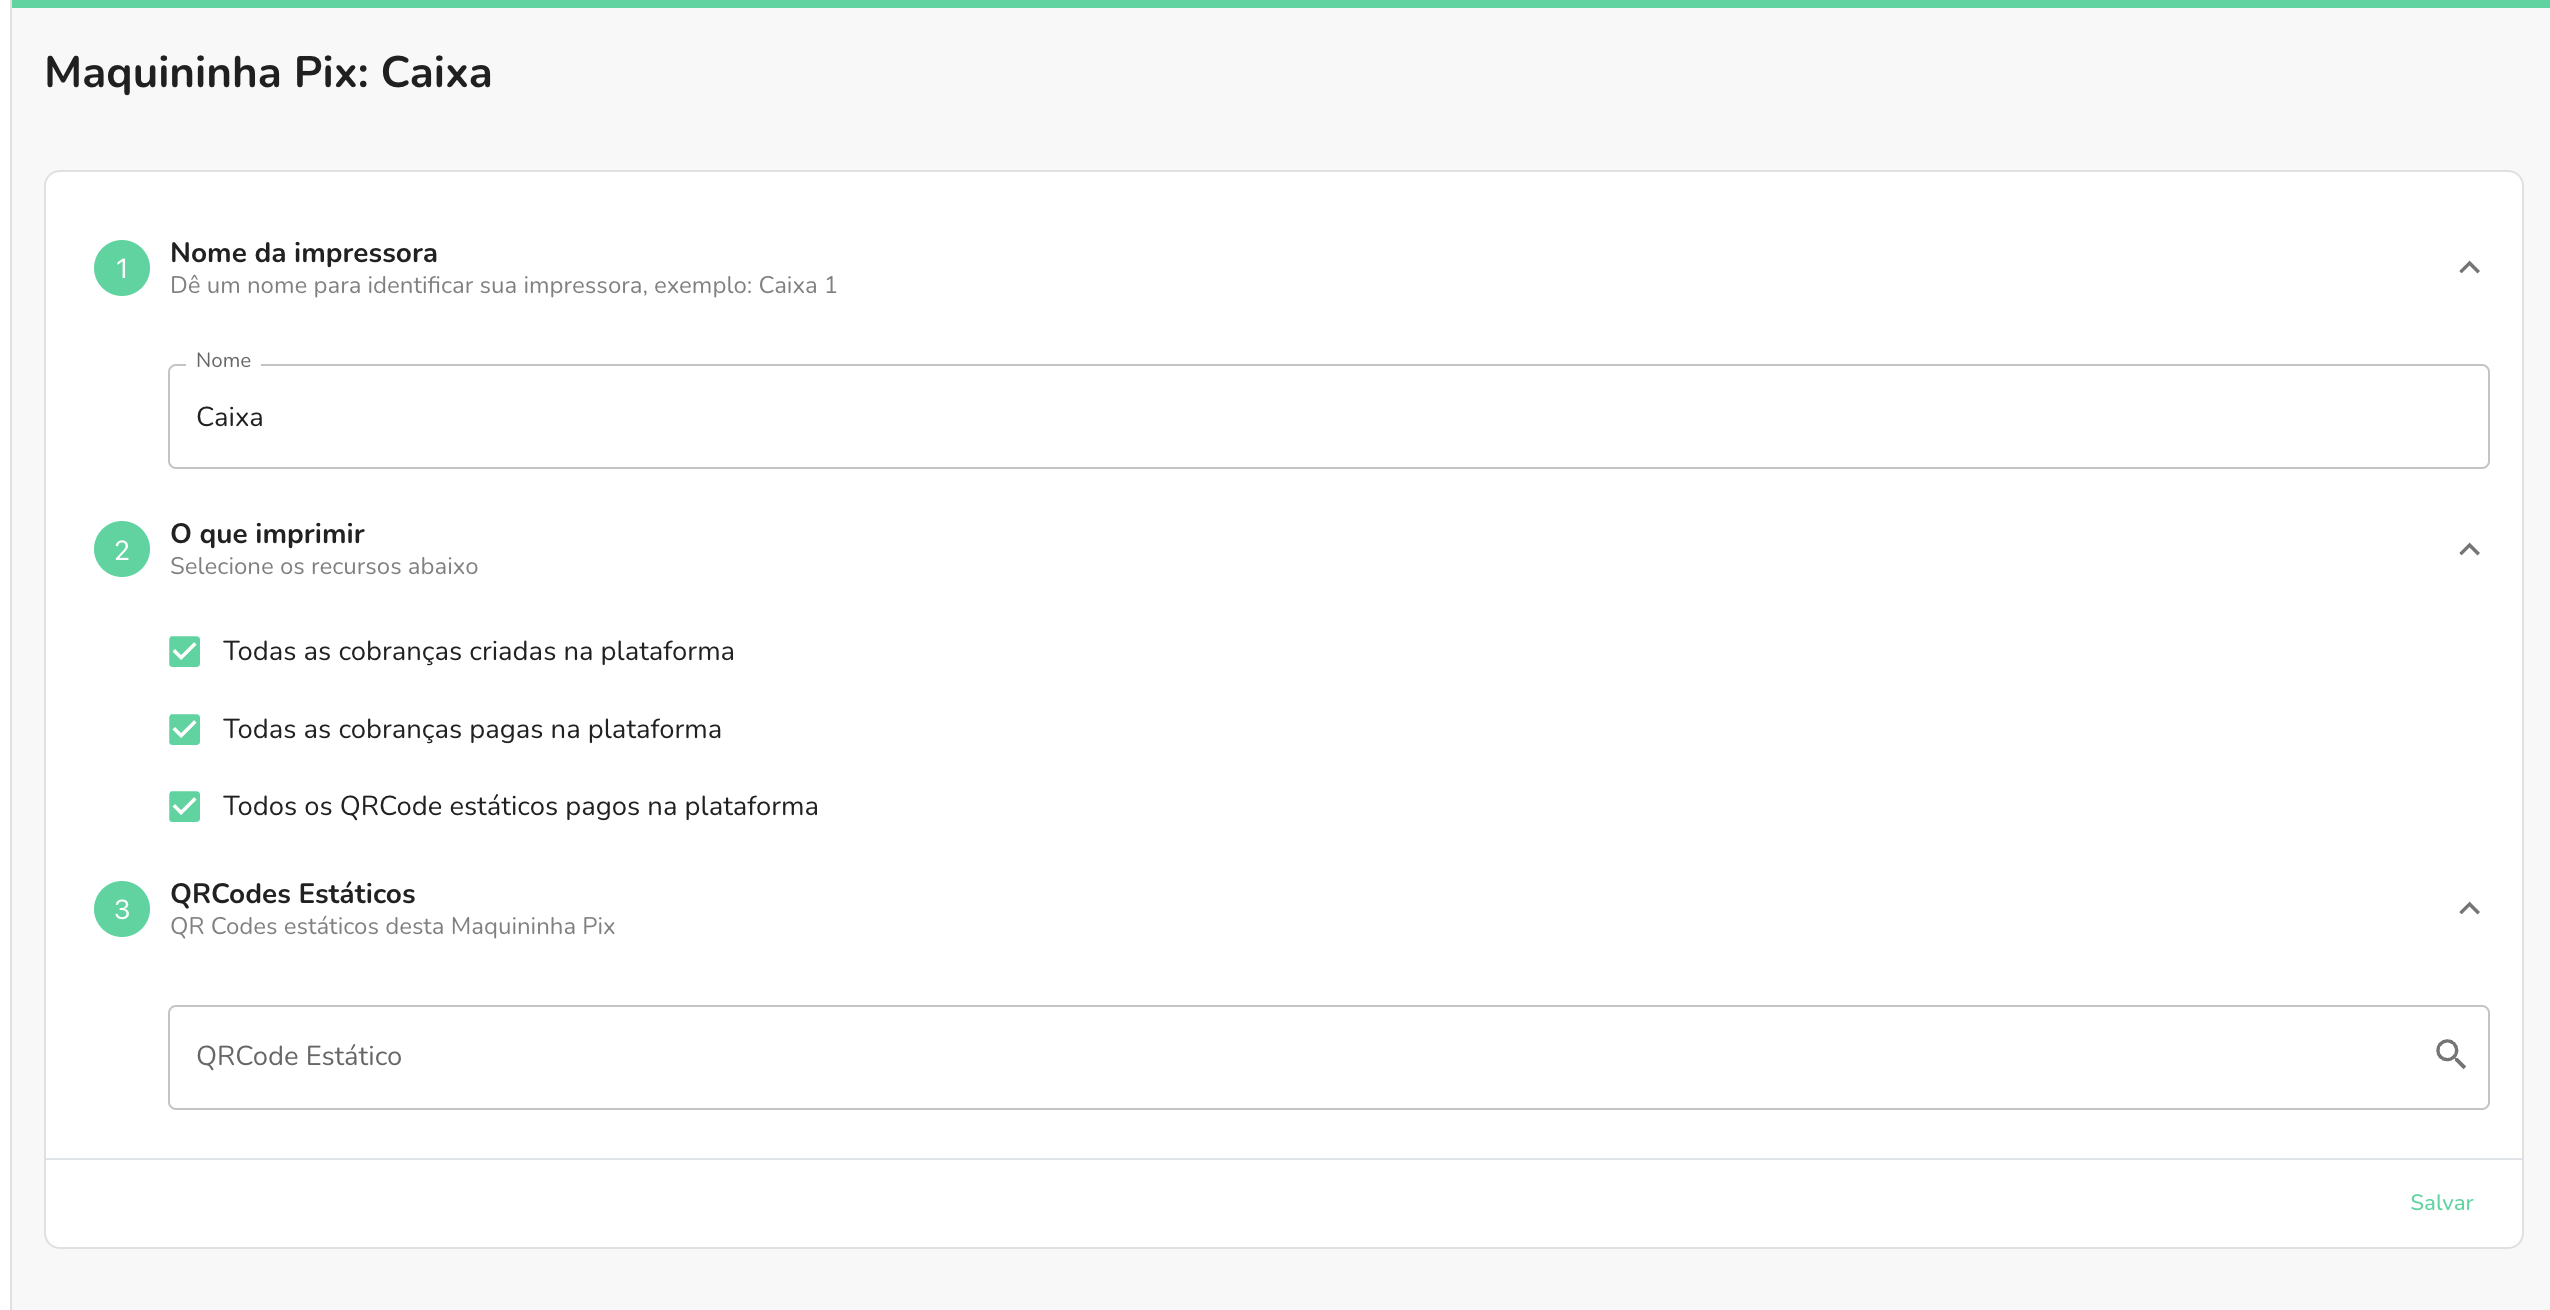 Maquininha Pix: Caixa
1
Nome da impressora
Dê um nome para identificar sua impressora, exemplo: Caixa 1
Nome
Caixa
2
O que imprimir
Selecione os recursos abaixo
Todas as cobranças criadas na plataforma
Todas as cobranças pagas na plataforma
Todos os QRCode estáticos pagos na plataforma
3
QRCodes Estáticos
QR Codes estáticos desta Maquininha Pix
QRCode Estático
Salvar